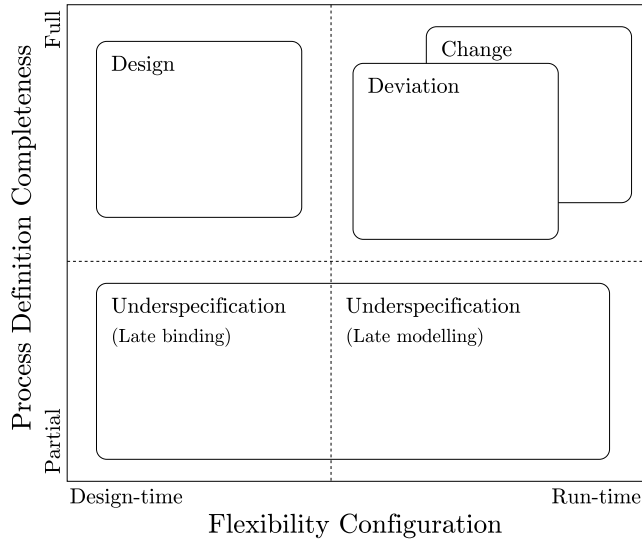 Full
Process Definition Completeness
Partial
Design
Change
Deviation
Underspecification
(Late binding)
Underspecification
(Late modelling)
Design-time
Run-time
Flexibility Configuration